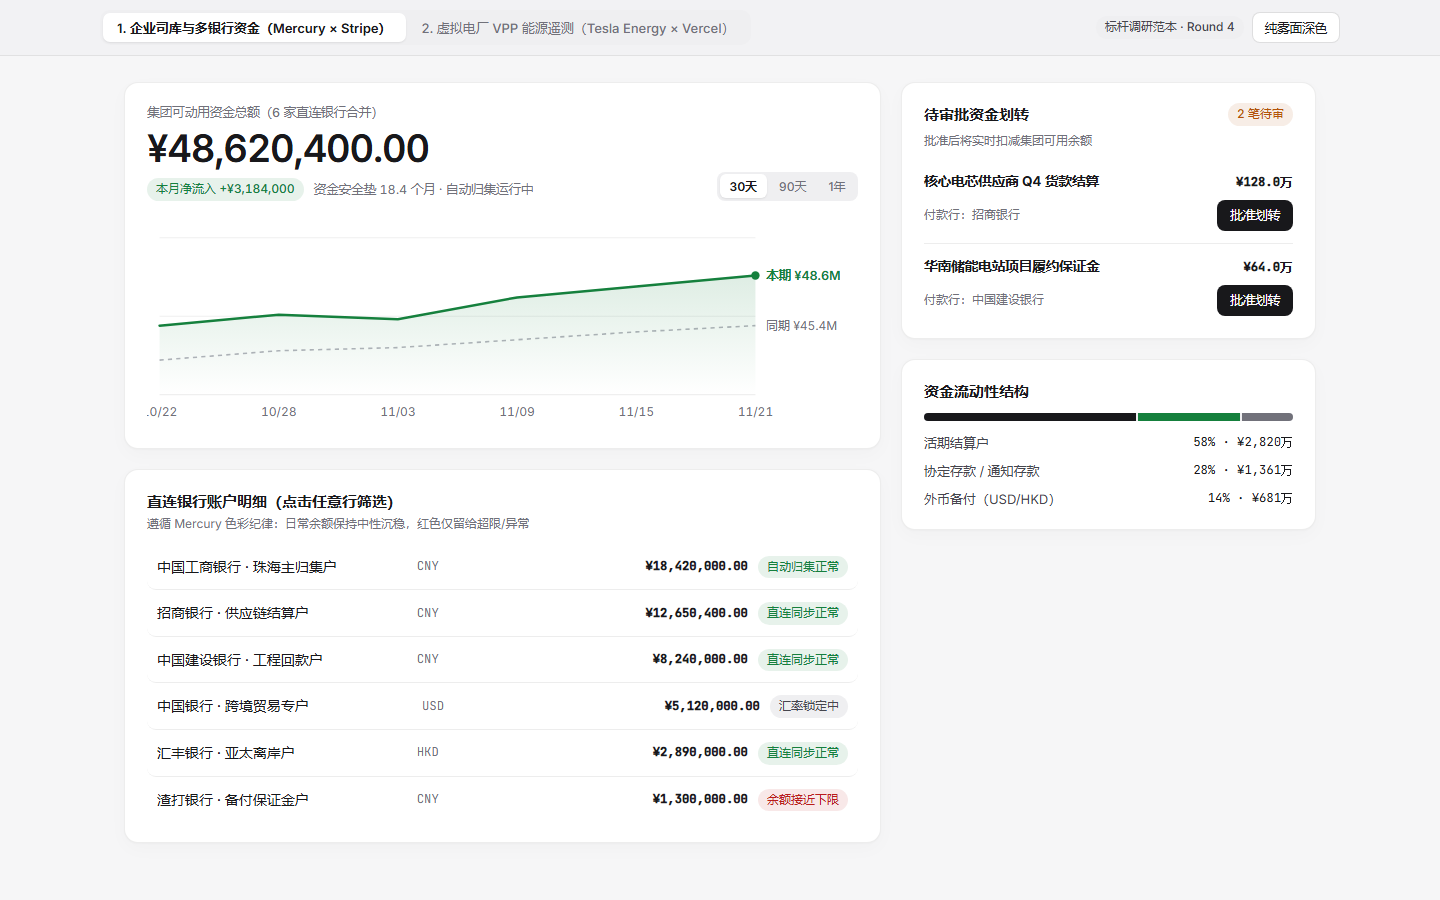 1. 企业司库与多银行资金（Mercury × Stripe）
2. 虚拟电厂 VPP 能源遥测（Tesla Energy × Vercel）
标杆调研范本 · Round 4
纯雾面深色
集团可动用资金总额（6 家直连银行合并）
¥48,620,400.00
本月净流入 +¥3,184,000
资金安全垫 18.4 个月 · 自动归集运行中
30天
90天
1年
本期 ¥48.6M
同期 ¥45.4M
.0/22
10/28
11/03
11/09
11/15
11/21
直连银行账户明细（点击任意行筛选）
遵循 Mercury 色彩纪律：日常余额保持中性沉稳，红色仅留给超限/异常
中国工商银行 · 珠海主归集户 CNY ¥18,420,000.00 自动归集正常
招商银行 · 供应链结算户 CNY ¥12,650,400.00 直连同步正常
中国建设银行 · 工程回款户 CNY ¥8,240,000.00 直连同步正常
中国银行 · 跨境贸易专户 USD ¥5,120,000.00 汇率锁定中
汇丰银行 · 亚太离岸户 HKD ¥2,890,000.00 直连同步正常
渣打银行 · 备付保证金户 CNY ¥1,300,000.00 余额接近下限
待审批资金划转
2 笔待审
批准后将实时扣减集团可用余额
核心电芯供应商 Q4 货款结算 ¥128.0万
付款行：招商银行
批准划转
华南储能电站项目履约保证金 ¥64.0万
付款行：中国建设银行
批准划转
资金流动性结构
活期结算户 58% · ¥2,820万
协定存款 / 通知存款 28% · ¥1,361万
外币备付（USD/HKD） 14% · ¥681万